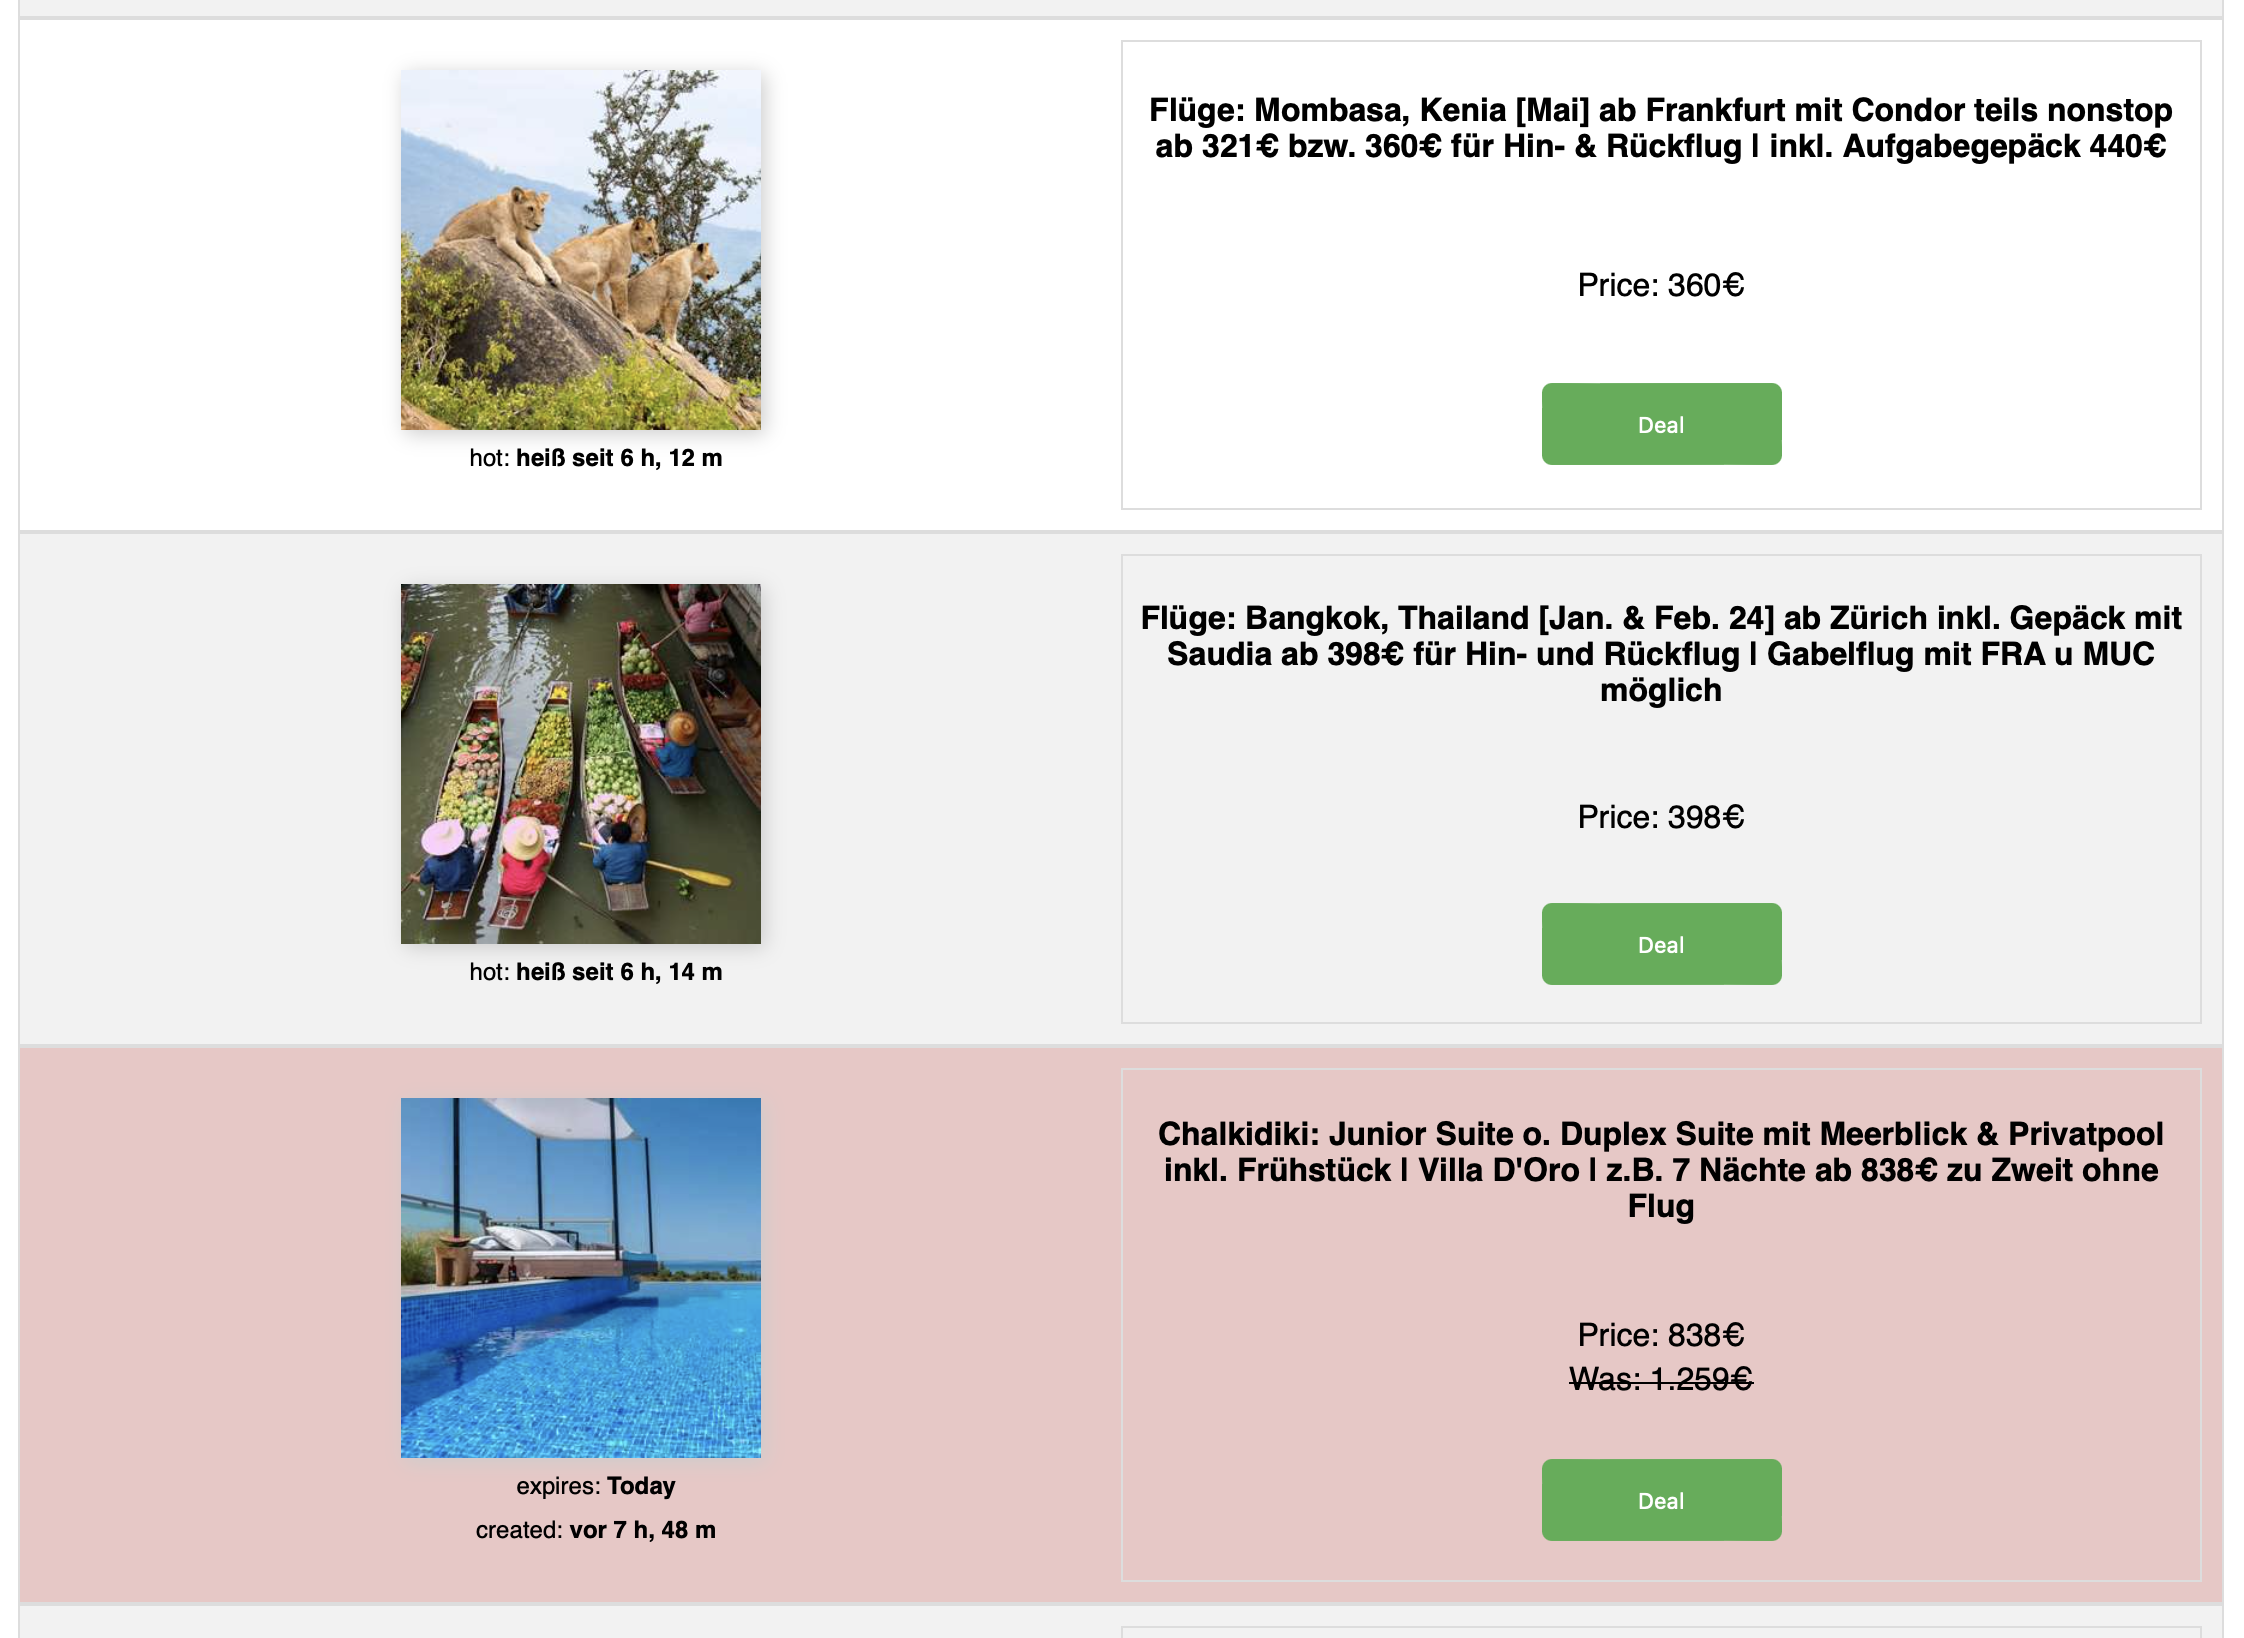 Flüge: Mombasa, Kenia [Mai] ab Frankfurt mit Condor teils nonstop
ab 321€ bzw. 360€ für Hin- & Rückflug I inkl. Aufgabegepäck 440€
Price: 360€
Deal
hot: heiß seit 6 h, 12 m
Flüge: Bangkok, Thailand [Jan. & Feb. 24] ab Zürich inkl. Gepäck mit
Saudia ab 398€ für Hin- und Rückflug I Gabelflug mit FRA u MUC
möglich
Price: 398€
Deal
hot: heiß seit 6 h, 14 m
Chalkidiki: Junior Suite o. Duplex Suite mit Meerblick & Privatpool
inkl. Frühstück I Villa D'Oro I z.B. 7 Nächte ab 838€ zu Zweit ohne
Flug
Price: 838€
Was: 1.259€
Deal
expires: Today
created: vor 7 h, 48 m